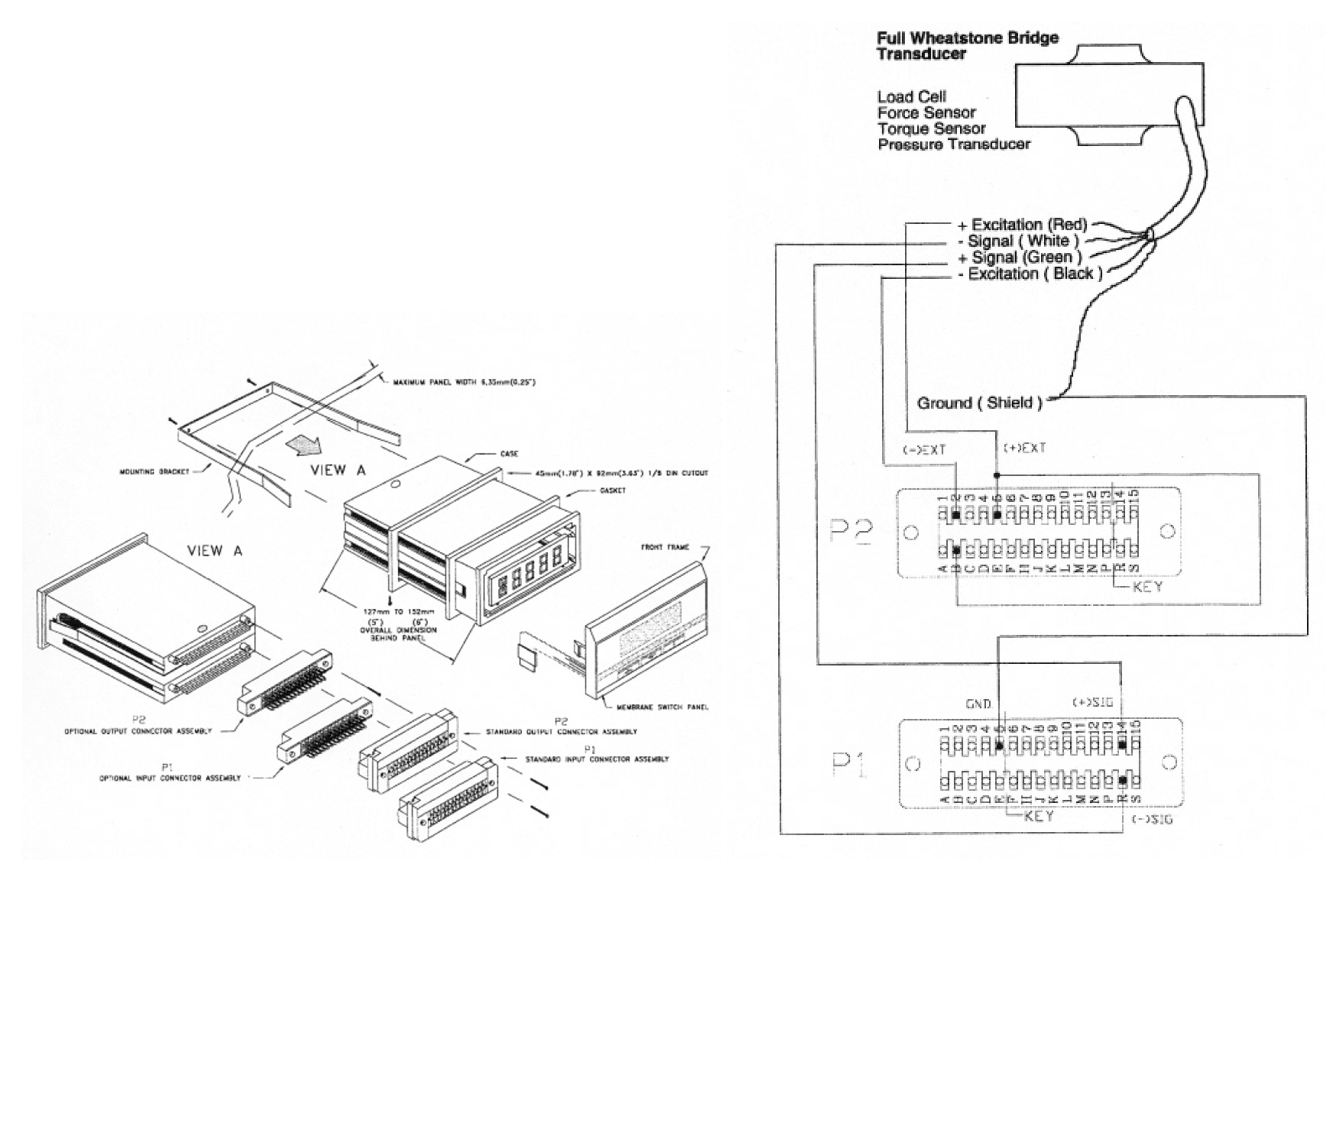 Full Wheatstone Bridge
Transducer
Load Cell
Force Sensor
Torque Sensor
Pressure Transducer
+ Excitation (Red)
- Signal ( White )
+ Signal (Green )
- Excitation ( Black )
Ground ( Shield )
(-)EXT
(+)EXT
P2
1 2 3 4 5 6 7 8 9 10 11 12 13 14 15
A B C D E F H J K L M N P R S
KEY
GND
(+)SIG
P1
1 2 3 4 5 6 7 8 9 10 11 12 13 14 15
A B C D E F H J K L M N P R S
KEY
(-)SIG
MAXIMUM PANEL WIDTH 6.35mm(0.25")
MOUNTING BRACKET
VIEW A
CASE
45mm(1.78") X 92mm(3.63") 1/8 DIN CUTOUT
GASKET
VIEW A
FRONT FRAME
127mm TO 152mm
(5") (6")
OVERALL DIMENSION
BEHIND PANEL
MEMBRANE SWITCH PANEL
P2
OPTIONAL OUTPUT CONNECTOR ASSEMBLY
P1
OPTIONAL INPUT CONNECTOR ASSEMBLY
P2
STANDARD OUTPUT CONNECTOR ASSEMBLY
P1
STANDARD INPUT CONNECTOR ASSEMBLY